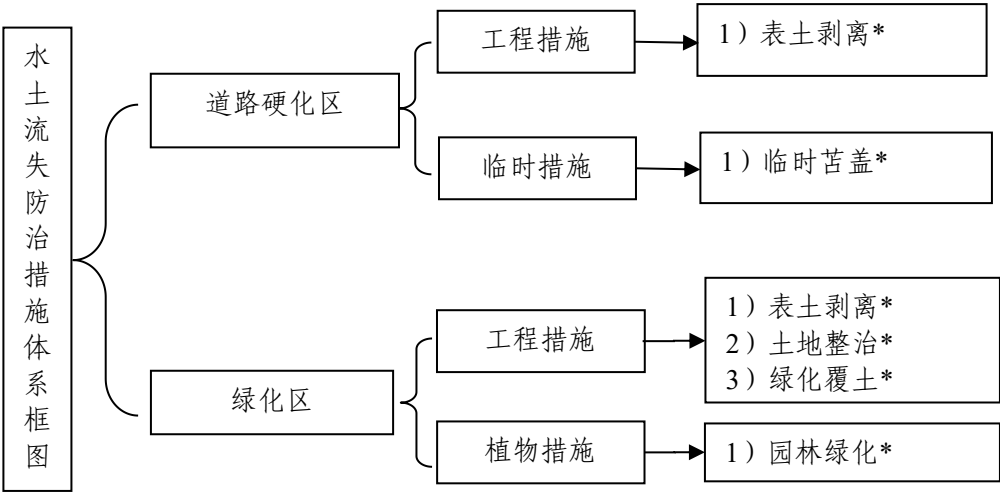 水土流失防治措施体系框图
道路硬化区
工程措施
1）表土剥离*
临时措施
1）临时苫盖*
绿化区
工程措施
1）表土剥离*
2）土地整治*
3）绿化覆土*
植物措施
1）园林绿化*